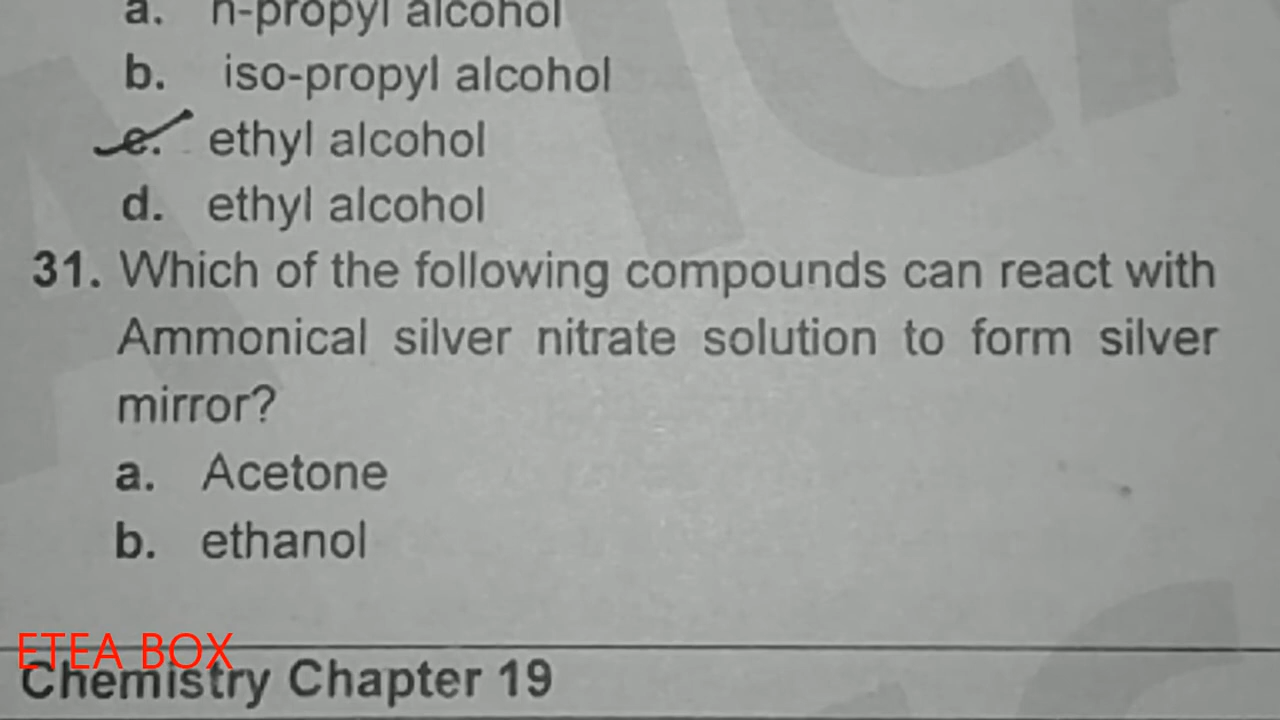 a. n-propyl alcohol
b. iso-propyl alcohol
c. ethyl alcohol
d. ethyl alcohol
31. Which of the following compounds can react with
Ammonical silver nitrate solution to form silver
mirror?
a. Acetone
b. ethanol
ETEA BOX
Chemistry Chapter 19